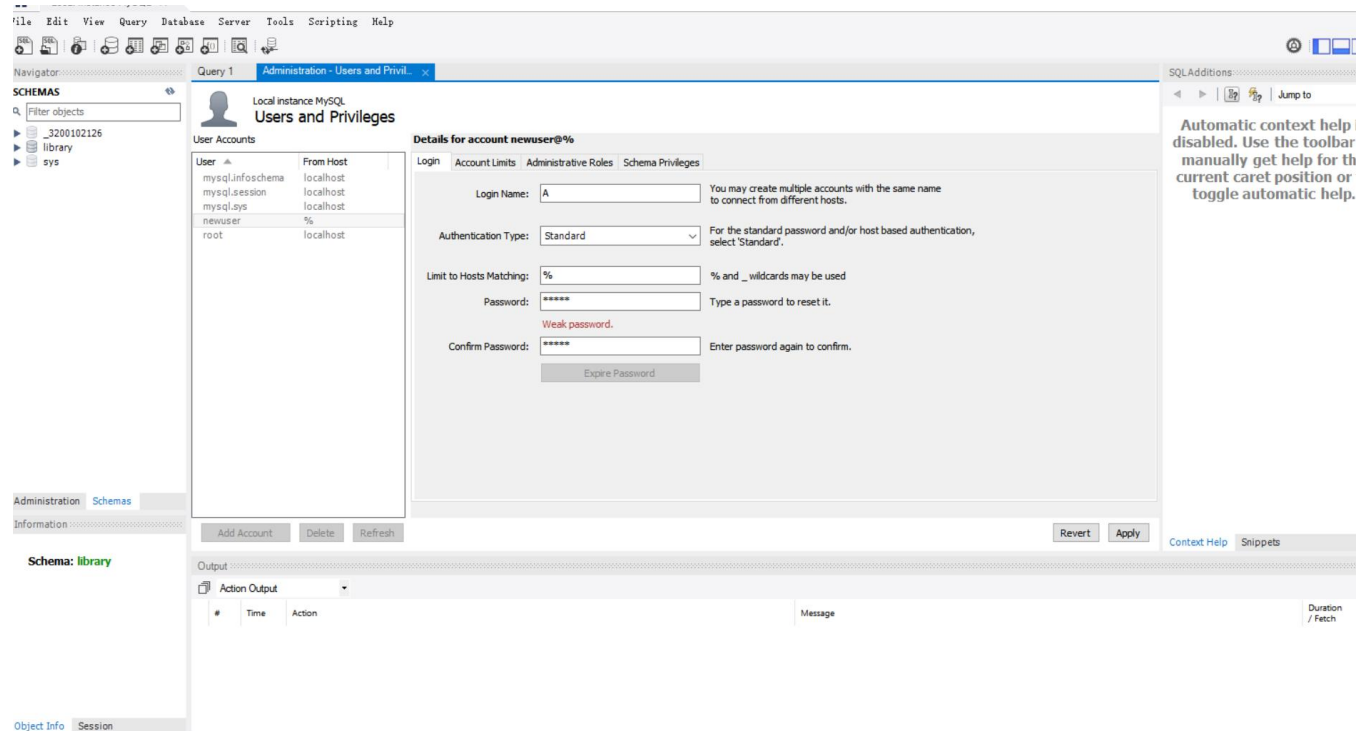 File Edit View Query Database Server Tools Scripting Help
Navigator
SCHEMAS
Filter objects
_3200102126
library
sys
Administration Schemas
Information
Schema: library
Object Info Session
Query 1 Administration - Users and Privil...
Local instance MySQL
Users and Privileges
User Accounts
User From Host
mysql.infoschema localhost
mysql.session localhost
mysql.sys localhost
newuser %
root localhost
Add Account Delete Refresh
Details for account newuser@%
Login Account Limits Administrative Roles Schema Privileges
Login Name: A You may create multiple accounts with the same name
to connect from different hosts.
Authentication Type: Standard For the standard password and/or host based authentication,
select 'Standard'.
Limit to Hosts Matching: % % and _ wildcards may be used
Password: ***** Type a password to reset it.
Weak password.
Confirm Password: ***** Enter password again to confirm.
Expire Password
Revert Apply
SQLAdditions
Jump to
Automatic context help
disabled. Use the toolbar
manually get help for
current caret position or
toggle automatic help.
Context Help Snippets
Output
Action Output
# Time Action Message Duration
/ Fetch